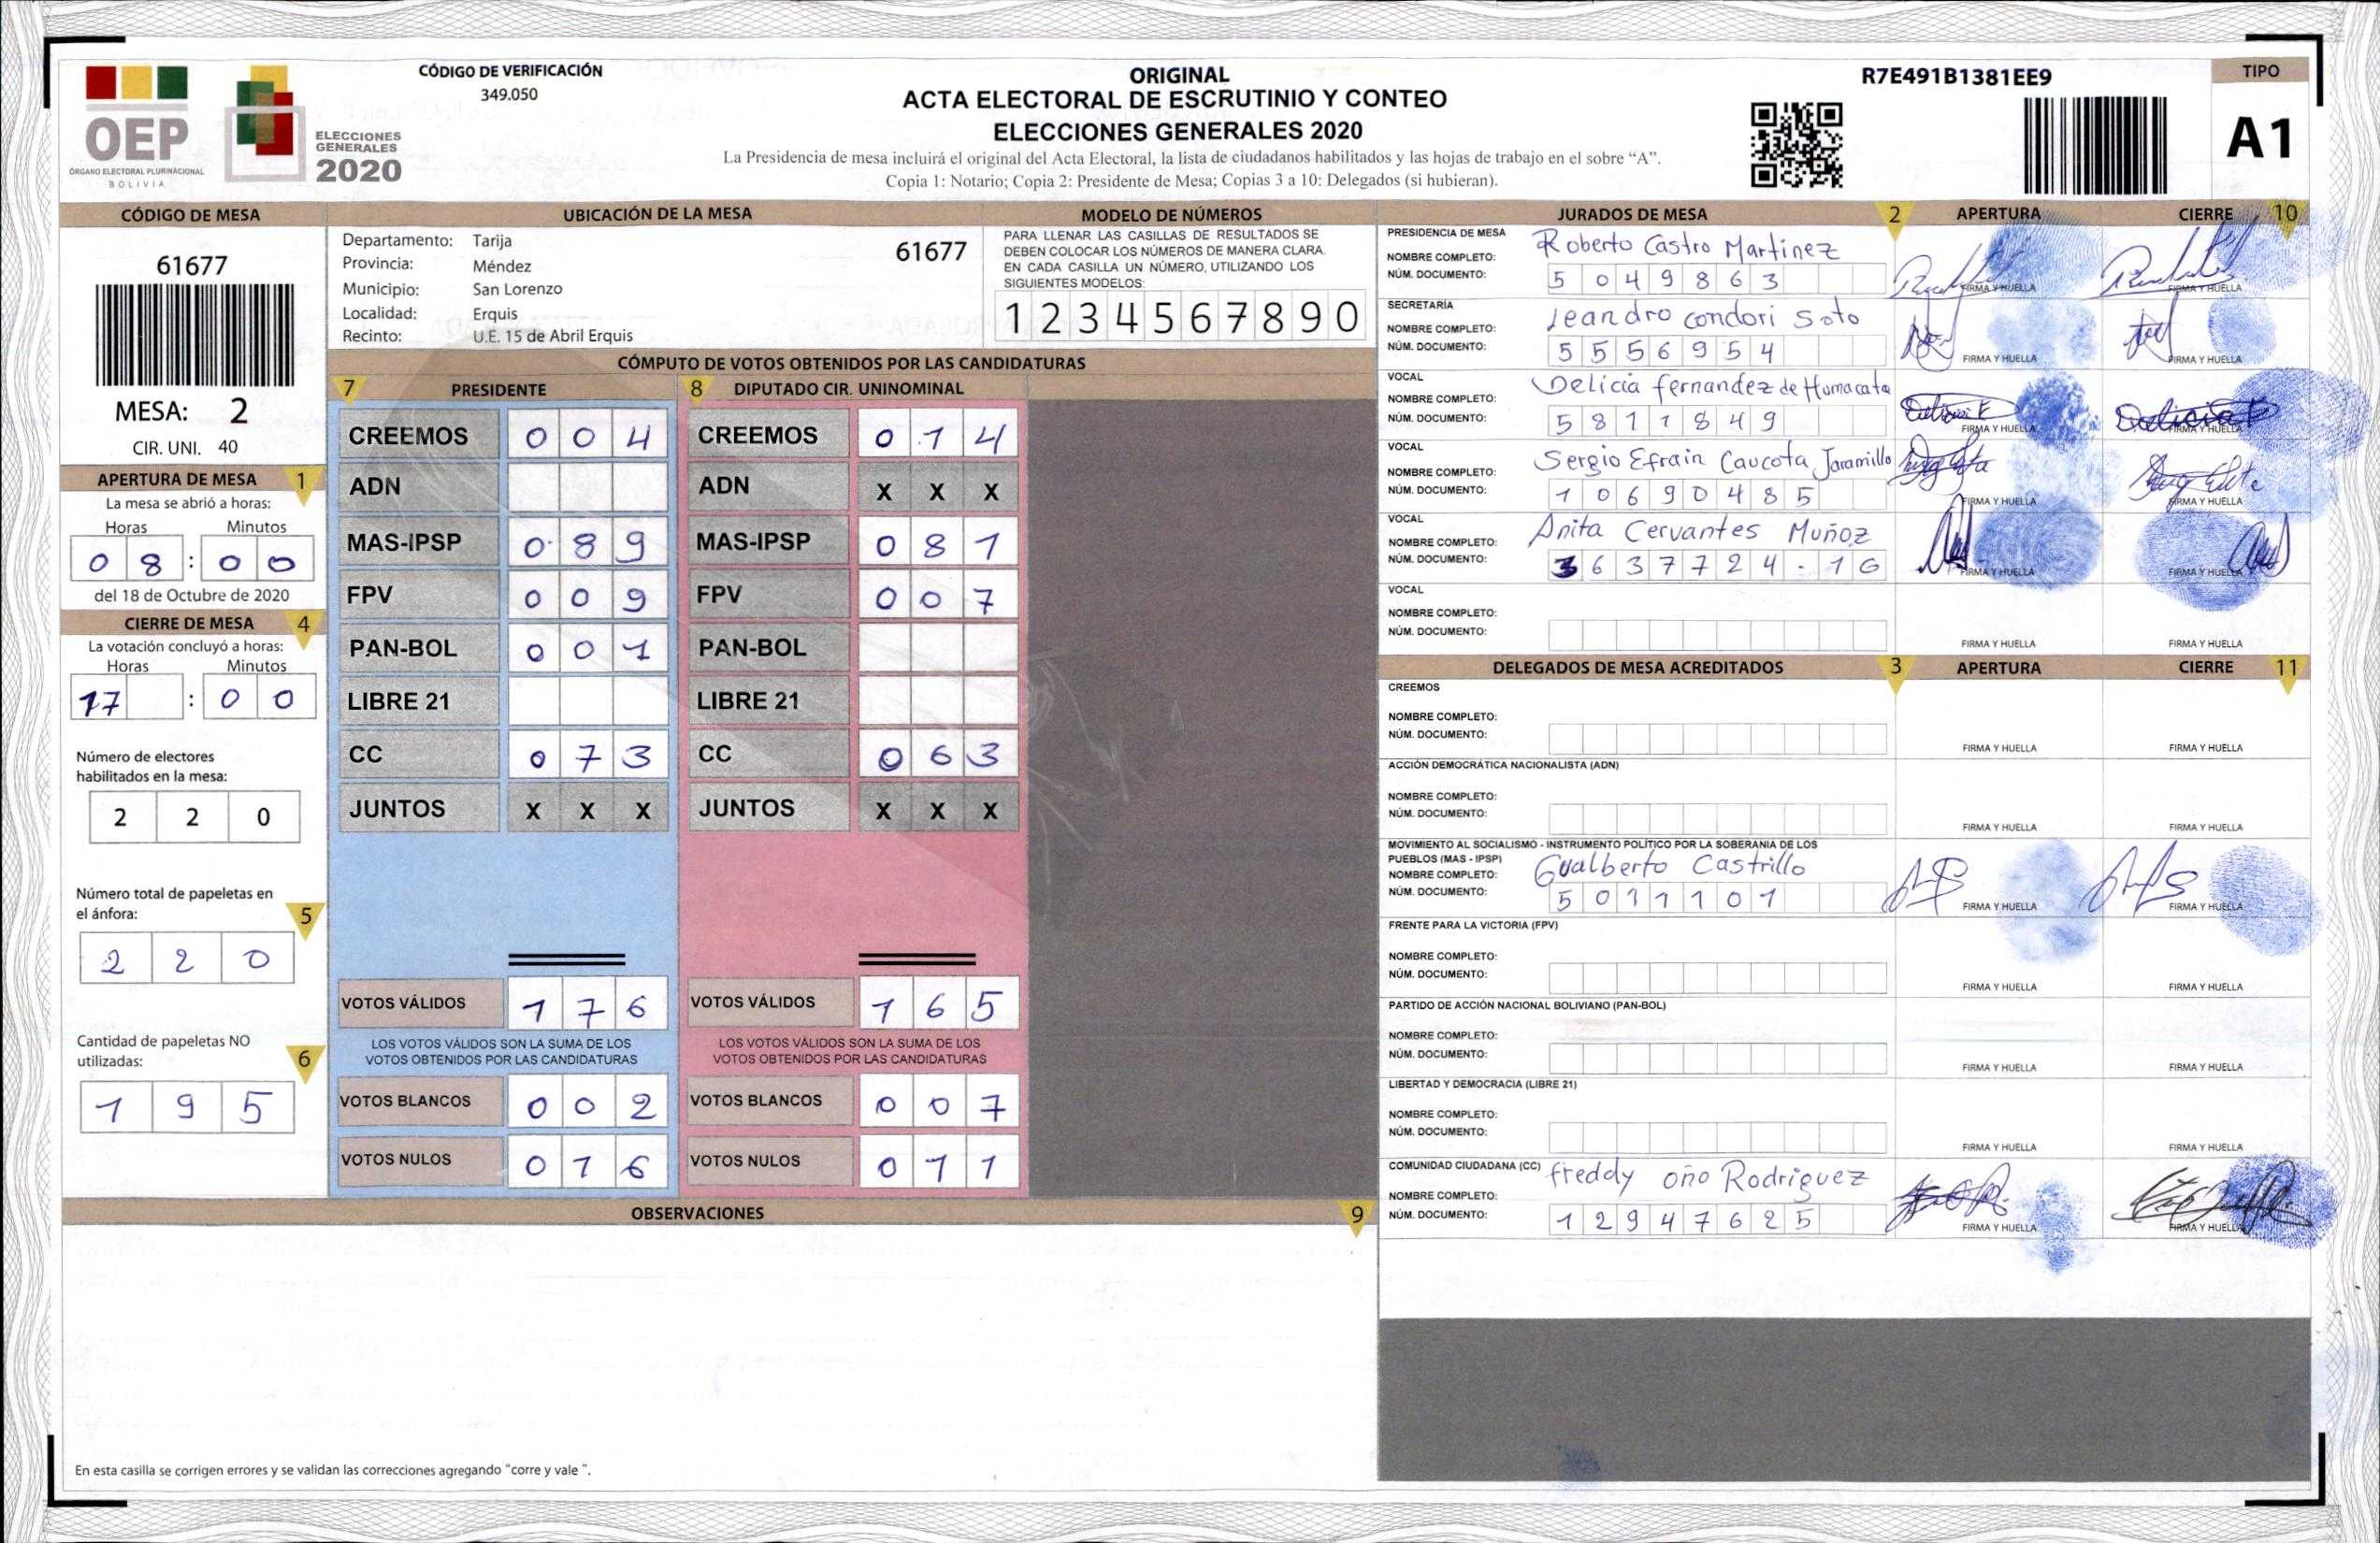 OEP
ÓRGANO ELECTORAL PLURINACIONAL
BOLIVIA
ELECCIONES
GENERALES
2020
CÓDIGO DE VERIFICACIÓN
349.050
ORIGINAL
ACTA ELECTORAL DE ESCRUTINIO Y CONTEO
ELECCIONES GENERALES 2020
La Presidencia de mesa incluirá el original del Acta Electoral, la lista de ciudadanos habilitados y las hojas de trabajo en el sobre “A”.
Copia 1: Notario; Copia 2: Presidente de Mesa; Copias 3 a 10: Delegados (si hubieran).
R7E491B1381EE9
TIPO
A1
CÓDIGO DE MESA
61677
MESA: 2
CIR. UNI. 40
APERTURA DE MESA 1
La mesa se abrió a horas:
Horas Minutos
0 8 : 0 0
del 18 de Octubre de 2020
CIERRE DE MESA 4
La votación concluyó a horas:
Horas Minutos
17 : 0 0
Número de electores
habilitados en la mesa:
2 2 0
Número total de papeletas en
el ánfora: 5
2 2 0
Cantidad de papeletas NO
utilizadas: 6
1 9 5
UBICACIÓN DE LA MESA
Departamento: Tarija 61677
Provincia: Méndez
Municipio: San Lorenzo
Localidad: Erquis
Recinto: U.E. 15 de Abril Erquis
MODELO DE NÚMEROS
PARA LLENAR LAS CASILLAS DE RESULTADOS SE
DEBEN COLOCAR LOS NÚMEROS DE MANERA CLARA.
EN CADA CASILLA UN NÚMERO, UTILIZANDO LOS
SIGUIENTES MODELOS:
1 2 3 4 5 6 7 8 9 0
CÓMPUTO DE VOTOS OBTENIDOS POR LAS CANDIDATURAS
7 PRESIDENTE
CREEMOS 0 0 4
ADN
MAS-IPSP 0 8 9
FPV 0 0 9
PAN-BOL 0 0 1
LIBRE 21
CC 0 7 3
JUNTOS X X X
VOTOS VÁLIDOS 1 7 6
LOS VOTOS VÁLIDOS SON LA SUMA DE LOS
VOTOS OBTENIDOS POR LAS CANDIDATURAS
VOTOS BLANCOS 0 0 2
VOTOS NULOS 0 1 6
8 DIPUTADO CIR. UNINOMINAL
CREEMOS 0 1 4
ADN X X X
MAS-IPSP 0 8 1
FPV 0 0 7
PAN-BOL
LIBRE 21
CC 0 6 3
JUNTOS X X X
VOTOS VÁLIDOS 1 6 5
LOS VOTOS VÁLIDOS SON LA SUMA DE LOS
VOTOS OBTENIDOS POR LAS CANDIDATURAS
VOTOS BLANCOS 0 0 7
VOTOS NULOS 0 1 1
OBSERVACIONES 9
En esta casilla se corrigen errores y se validan las correcciones agregando "corre y vale ".
JURADOS DE MESA 2 APERTURA CIERRE 10
PRESIDENCIA DE MESA
NOMBRE COMPLETO: Roberto Castro Martinez
NÚM. DOCUMENTO: 5 0 4 9 8 6 3
FIRMA Y HUELLA FIRMA Y HUELLA
SECRETARÍA
NOMBRE COMPLETO: Leandro Condori Soto
NÚM. DOCUMENTO: 5 5 5 6 9 5 4
FIRMA Y HUELLA FIRMA Y HUELLA
VOCAL
NOMBRE COMPLETO: Delicia fernandez de Humacata
NÚM. DOCUMENTO: 5 8 1 1 8 4 9
FIRMA Y HUELLA FIRMA Y HUELLA
VOCAL
NOMBRE COMPLETO: Sergio Efrain Caucota Jaramillo
NÚM. DOCUMENTO: 1 0 6 9 0 4 8 5
FIRMA Y HUELLA FIRMA Y HUELLA
VOCAL
NOMBRE COMPLETO: Anita Cervantes Muñoz
NÚM. DOCUMENTO: 3 6 3 7 7 2 4 - 1 G
FIRMA Y HUELLA FIRMA Y HUELLA
VOCAL
NOMBRE COMPLETO:
NÚM. DOCUMENTO:
FIRMA Y HUELLA FIRMA Y HUELLA
DELEGADOS DE MESA ACREDITADOS 3 APERTURA CIERRE 11
CREEMOS
NOMBRE COMPLETO:
NÚM. DOCUMENTO:
FIRMA Y HUELLA FIRMA Y HUELLA
ACCIÓN DEMOCRÁTICA NACIONALISTA (ADN)
NOMBRE COMPLETO:
NÚM. DOCUMENTO:
FIRMA Y HUELLA FIRMA Y HUELLA
MOVIMIENTO AL SOCIALISMO - INSTRUMENTO POLÍTICO POR LA SOBERANIA DE LOS
PUEBLOS (MAS - IPSP)
NOMBRE COMPLETO: Gualberto Castrillo
NÚM. DOCUMENTO: 5 0 1 1 1 0 1
FIRMA Y HUELLA FIRMA Y HUELLA
FRENTE PARA LA VICTORIA (FPV)
NOMBRE COMPLETO:
NÚM. DOCUMENTO:
FIRMA Y HUELLA FIRMA Y HUELLA
PARTIDO DE ACCIÓN NACIONAL BOLIVIANO (PAN-BOL)
NOMBRE COMPLETO:
NÚM. DOCUMENTO:
FIRMA Y HUELLA FIRMA Y HUELLA
LIBERTAD Y DEMOCRACIA (LIBRE 21)
NOMBRE COMPLETO:
NÚM. DOCUMENTO:
FIRMA Y HUELLA FIRMA Y HUELLA
COMUNIDAD CIUDADANA (CC)
NOMBRE COMPLETO: freddy oño Rodriguez
NÚM. DOCUMENTO: 1 2 9 4 7 6 2 5
FIRMA Y HUELLA FIRMA Y HUELLA